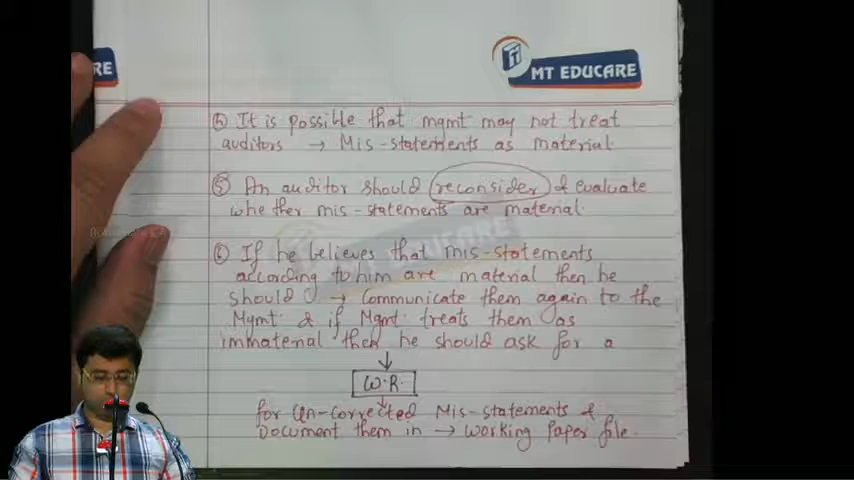 RE
MT EDUCARE
④ It is possible that mgmt may not treat
auditors → Mis-statements as material.
⑤ An auditor should reconsider & evaluate
whether mis-statements are material.
⑥ If he believes that mis-statements
according to him are material then he
should → Communicate them again to the
Mgmt. & if Mgmt. treats them as
immaterial then he should ask for a
W.R.
for Un-corrected Mis-statements &
Document them in → Working Paper file.
MT EDUCARE